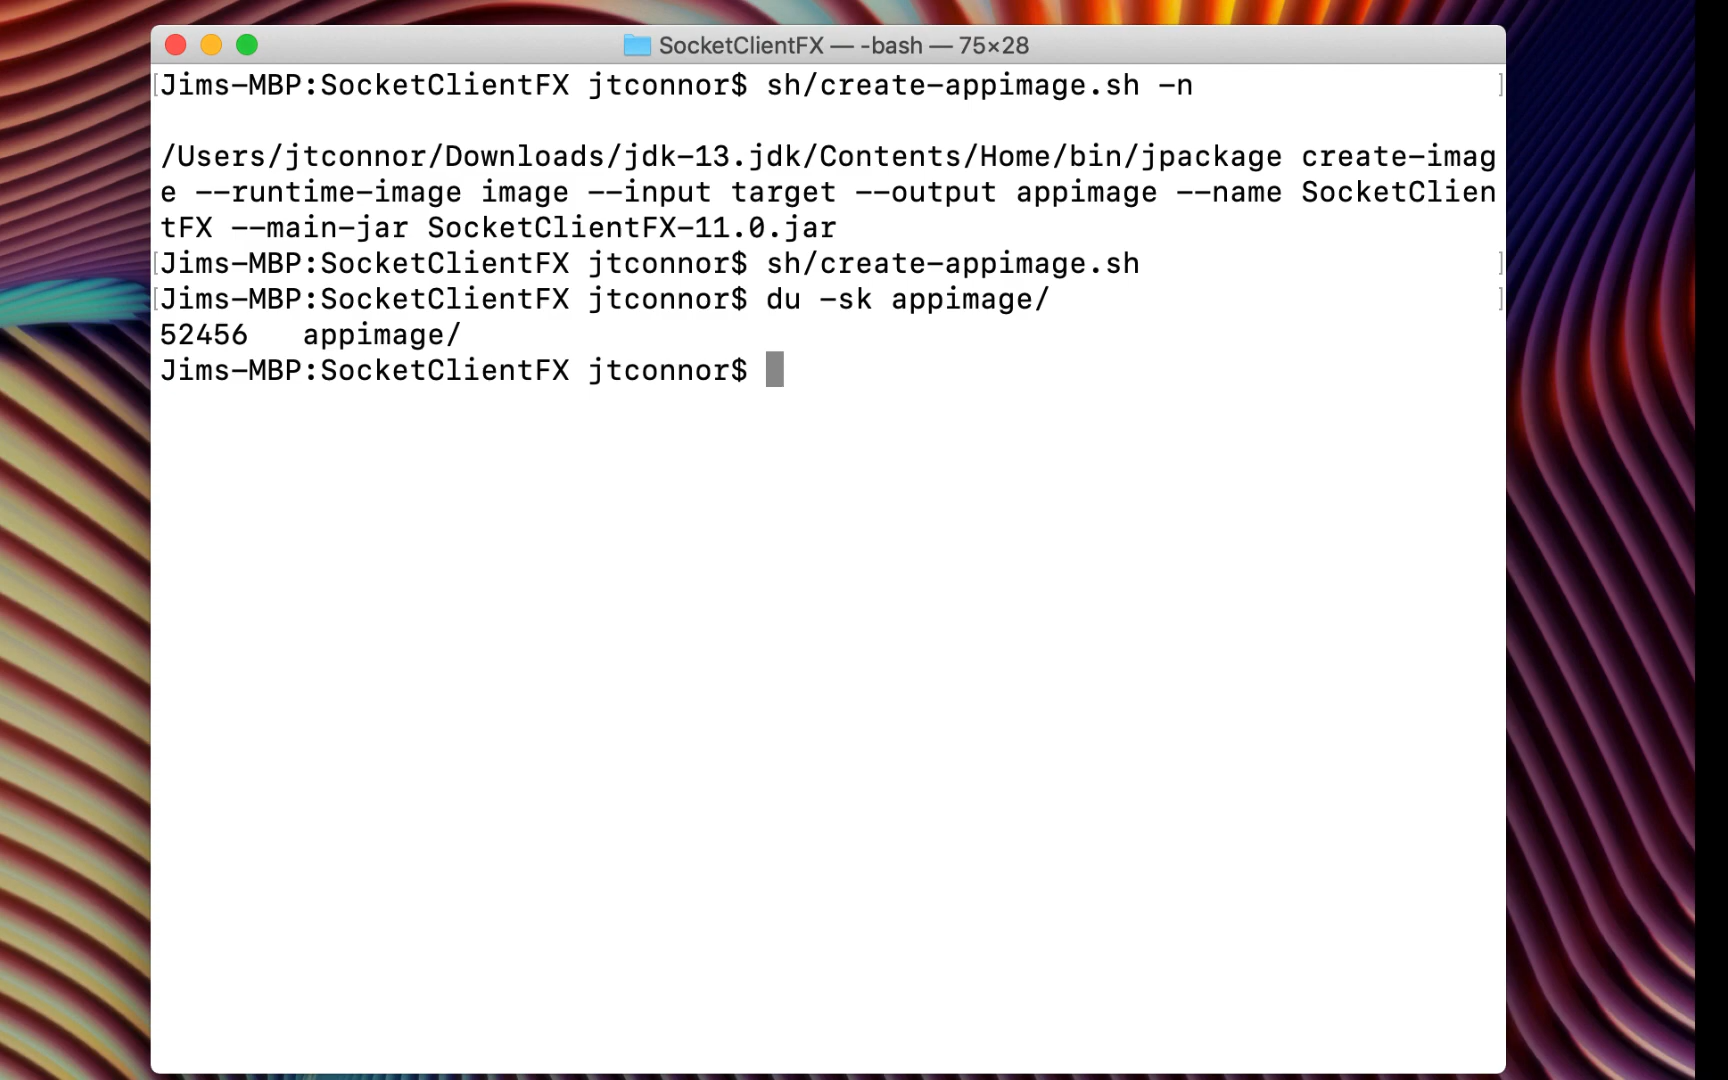 SocketClientFX — -bash — 75×28
[Jims-MBP:SocketClientFX jtconnor$ sh/create-appimage.sh -n ]
/Users/jtconnor/Downloads/jdk-13.jdk/Contents/Home/bin/jpackage create-imag
e --runtime-image image --input target --output appimage --name SocketClien
tFX --main-jar SocketClientFX-11.0.jar
[Jims-MBP:SocketClientFX jtconnor$ sh/create-appimage.sh ]
[Jims-MBP:SocketClientFX jtconnor$ du -sk appimage/ ]
52456   appimage/
Jims-MBP:SocketClientFX jtconnor$